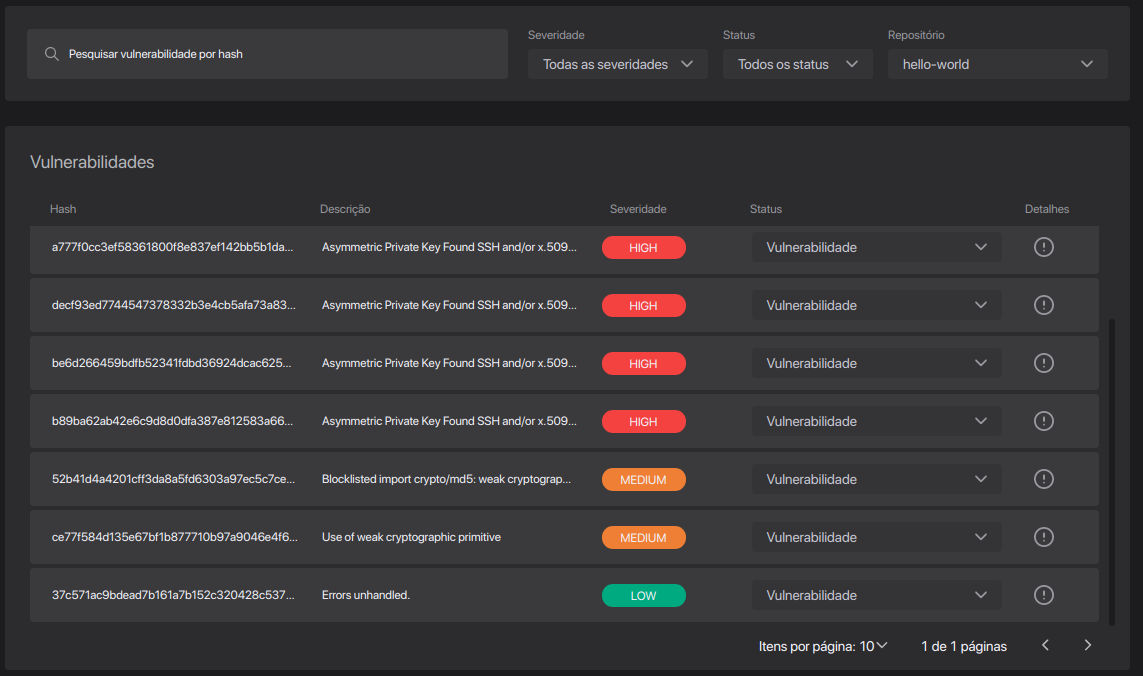 Severidade Status Repositório
Pesquisar vulnerabilidade por hash Todas as severidades Todos os status hello-world
Vulnerabilidades
Hash Descrição Severidade Status Detalhes
a777f0cc3ef58361800f8e837ef142bb5b1da... Asymmetric Private Key Found SSH and/or x.509... HIGH Vulnerabilidade
decf93ed7744547378332b3e4cb5afa73a83... Asymmetric Private Key Found SSH and/or x.509... HIGH Vulnerabilidade
be6d266459bdfb52341fdbd36924dcac625... Asymmetric Private Key Found SSH and/or x.509... HIGH Vulnerabilidade
b89ba62ab42e6c9d8d0dfa387e812583a66... Asymmetric Private Key Found SSH and/or x.509... HIGH Vulnerabilidade
52b41d4a4201cff3da8a5fd6303a97ec5c7ce... Blocklisted import crypto/md5: weak cryptograp... MEDIUM Vulnerabilidade
ce77f584d135e67bf1b877710b97a9046e4f6... Use of weak cryptographic primitive MEDIUM Vulnerabilidade
37c571ac9bdead7b161a7b152c320428c537... Errors unhandled. LOW Vulnerabilidade
Itens por página: 10 1 de 1 páginas